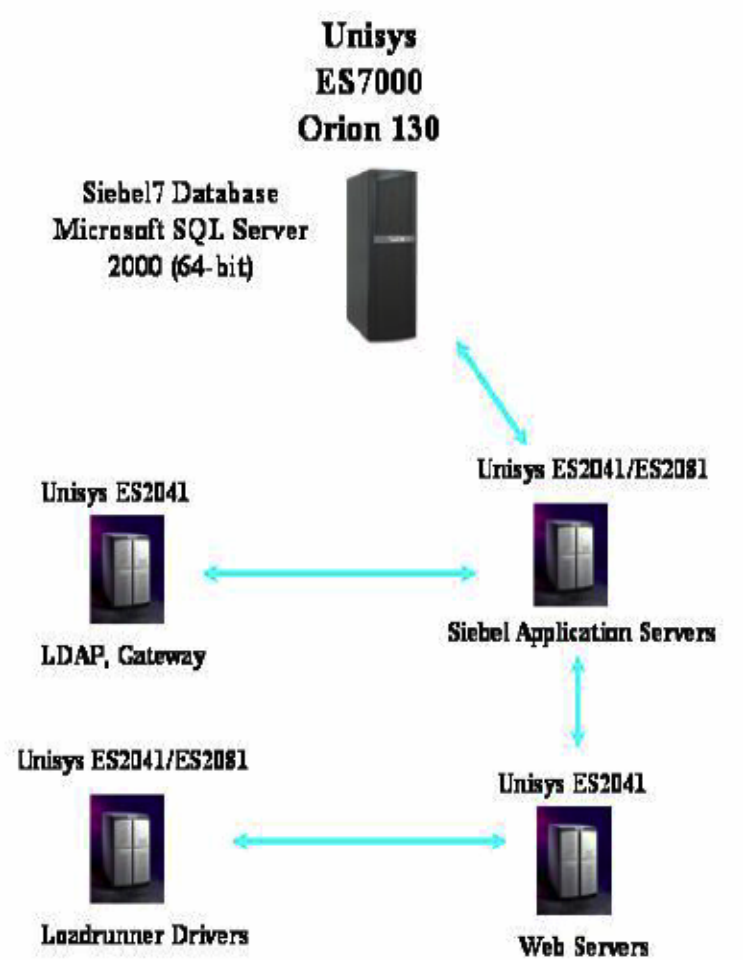 Unisys
ES7000
Orion 130
Siebel7 Database
Microsoft SQL Server
2000 (64-bit)
Unisys ES2041/ES2081
Siebel Application Servers
Unisys ES2041
LDAP, Gateway
Unisys ES2041/ES2081
Loadrunner Drivers
Unisys ES2041
Web Servers